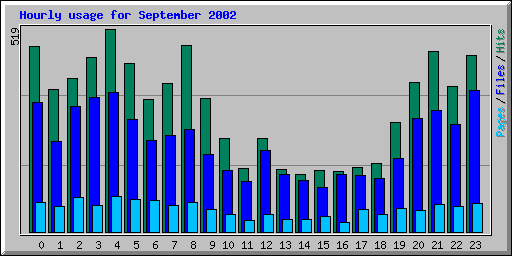 Hourly usage for September 2002
519
Pages/Files/Hits
0 1 2 3 4 5 6 7 8 9 10 11 12 13 14 15 16 17 18 19 20 21 22 23